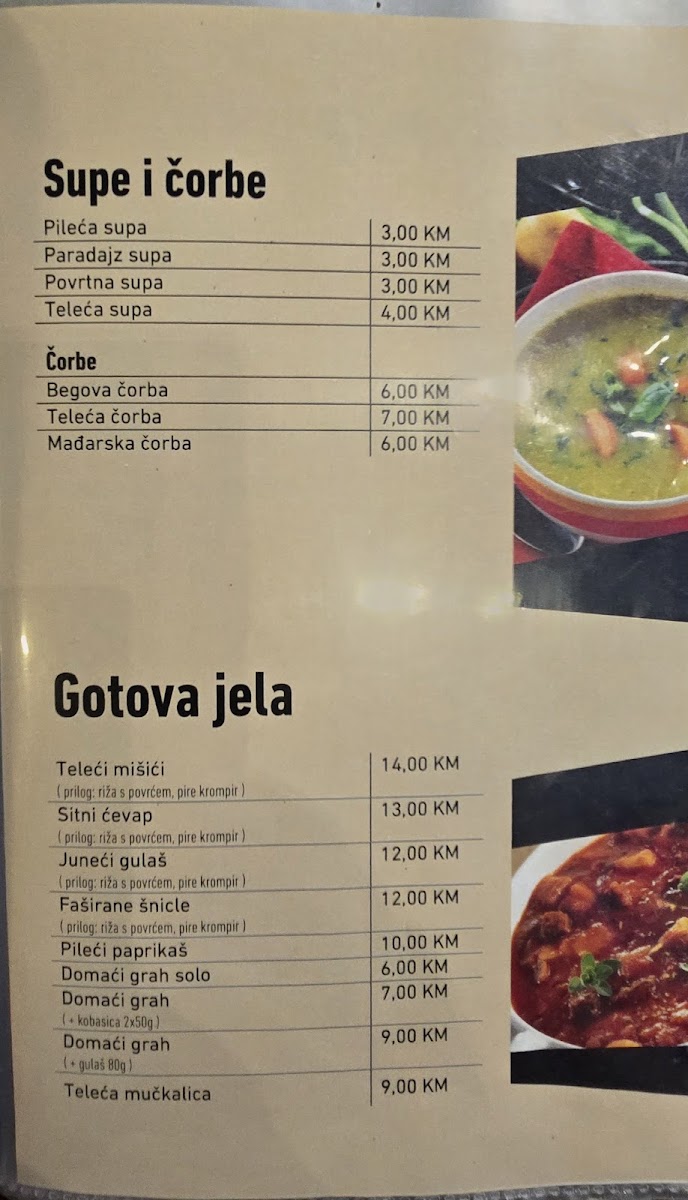 Supe i čorbe
Pileća supa 3,00 KM
Paradajz supa 3,00 KM
Povrtna supa 3,00 KM
Teleća supa 4,00 KM
Čorbe
Begova čorba 6,00 KM
Teleća čorba 7,00 KM
Mađarska čorba 6,00 KM
Gotova jela
Teleći mišići 14,00 KM
( prilog: riža s povrćem, pire krompir )
Sitni ćevap 13,00 KM
( prilog: riža s povrćem, pire krompir )
Juneći gulaš 12,00 KM
( prilog: riža s povrćem, pire krompir )
Faširane šnicle 12,00 KM
( prilog: riža s povrćem, pire krompir )
Pileći paprikaš 10,00 KM
Domaći grah solo 6,00 KM
Domaći grah 7,00 KM
( + kobasica 2x50g )
Domaći grah 9,00 KM
( + gulaš 80g )
Teleća mučkalica 9,00 KM